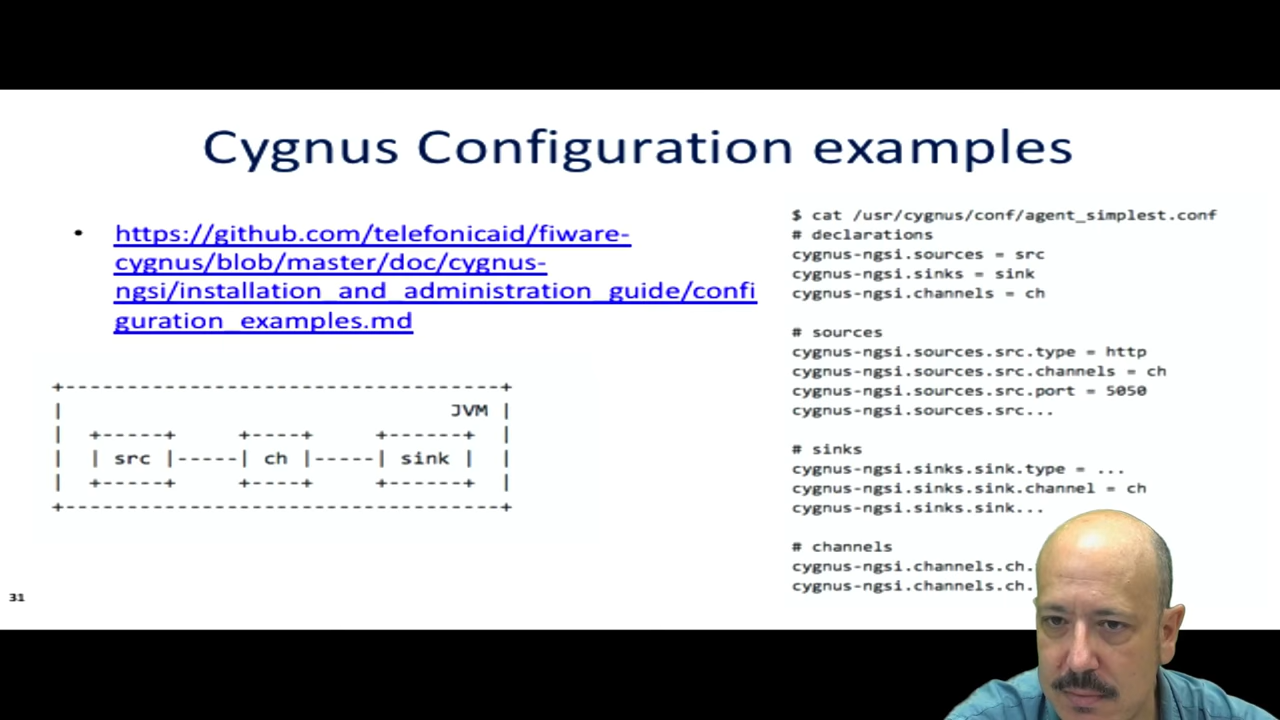 Cygnus Configuration examples
• https://github.com/telefonicaid/fiware-
cygnus/blob/master/doc/cygnus-
ngsi/installation_and_administration_guide/confi
guration_examples.md
+-----------------------------------+
| JVM |
| +-----+ +----+ +------+ |
| | src |-----| ch |-----| sink | |
| +-----+ +----+ +------+ |
+-----------------------------------+
31
$ cat /usr/cygnus/conf/agent_simplest.conf
# declarations
cygnus-ngsi.sources = src
cygnus-ngsi.sinks = sink
cygnus-ngsi.channels = ch
# sources
cygnus-ngsi.sources.src.type = http
cygnus-ngsi.sources.src.channels = ch
cygnus-ngsi.sources.src.port = 5050
cygnus-ngsi.sources.src...
# sinks
cygnus-ngsi.sinks.sink.type = ...
cygnus-ngsi.sinks.sink.channel = ch
cygnus-ngsi.sinks.sink...
# channels
cygnus-ngsi.channels.ch.
cygnus-ngsi.channels.ch.